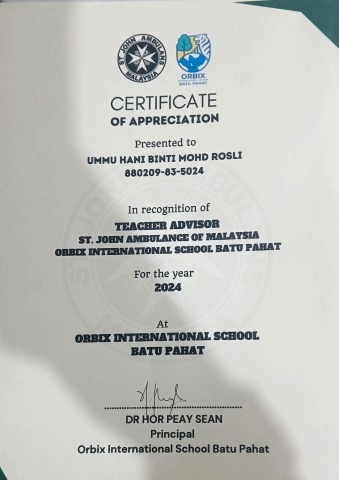 ST. JOHN AMBULANS
MALAYSIA
ORBIX
BATU PAHAT
CERTIFICATE
OF APPRECIATION
Presented to
UMMU HANI BINTI MOHD ROSLI
880209-83-5024
In recognition of
TEACHER ADVISOR
ST. JOHN AMBULANCE OF MALAYSIA
ORBIX INTERNATIONAL SCHOOL BATU PAHAT
For the year
2024
At
ORBIX INTERNATIONAL SCHOOL
BATU PAHAT
DR HOR PEAY SEAN
Principal
Orbix International School Batu Pahat